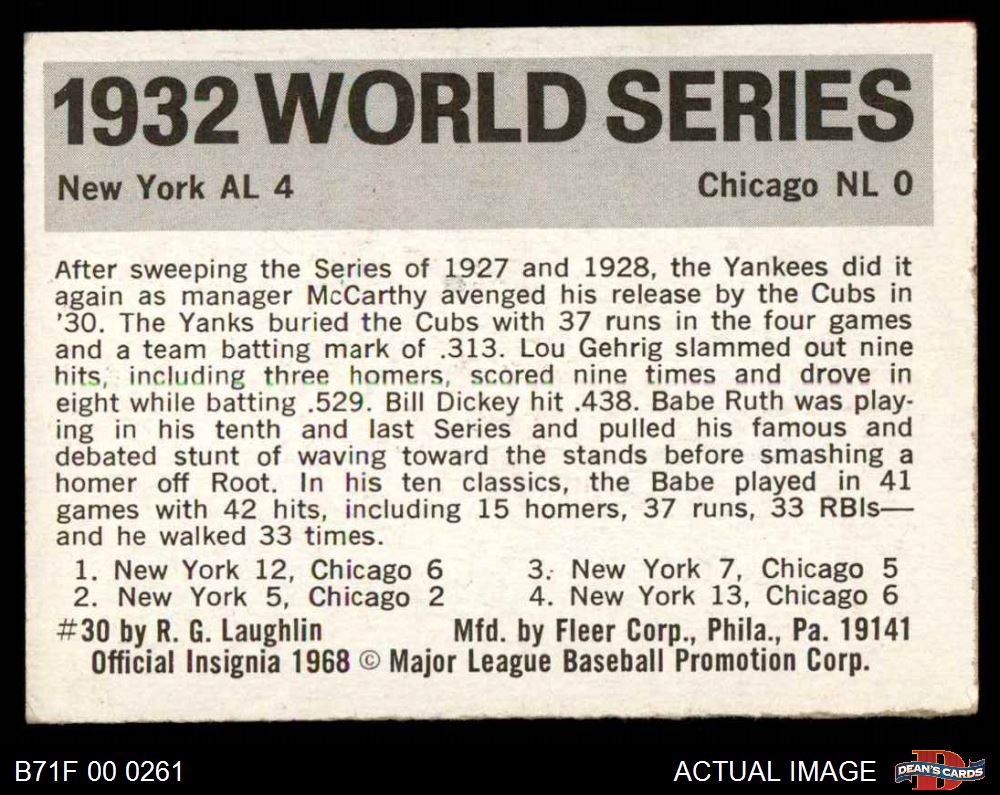 1932 WORLD SERIES
New York AL 4 Chicago NL 0
After sweeping the Series of 1927 and 1928, the Yankees did it
again as manager McCarthy avenged his release by the Cubs in
'30. The Yanks buried the Cubs with 37 runs in the four games
and a team batting mark of .313. Lou Gehrig slammed out nine
hits, including three homers, scored nine times and drove in
eight while batting .529. Bill Dickey hit .438. Babe Ruth was play-
ing in his tenth and last Series and pulled his famous and
debated stunt of waving toward the stands before smashing a
homer off Root. In his ten classics, the Babe played in 41
games with 42 hits, including 15 homers, 37 runs, 33 RBIs—
and he walked 33 times.
1. New York 12, Chicago 6 3. New York 7, Chicago 5
2. New York 5, Chicago 2 4. New York 13, Chicago 6
#30 by R. G. Laughlin Mfd. by Fleer Corp., Phila., Pa. 19141
Official Insignia 1968 © Major League Baseball Promotion Corp.
B71F 00 0261 ACTUAL IMAGE DEAN'S CARDS